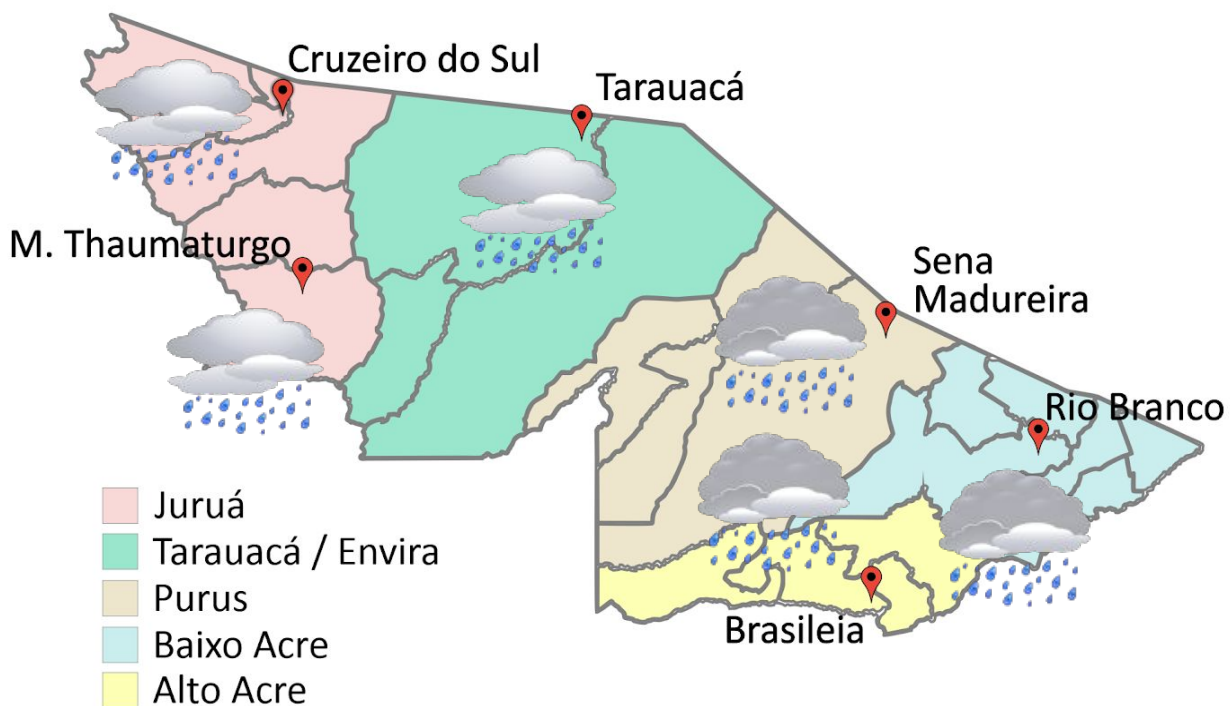 Cruzeiro do Sul
Tarauacá
M. Thaumaturgo
Sena
Madureira
Rio Branco
Brasileia
Juruá
Tarauacá / Envira
Purus
Baixo Acre
Alto Acre